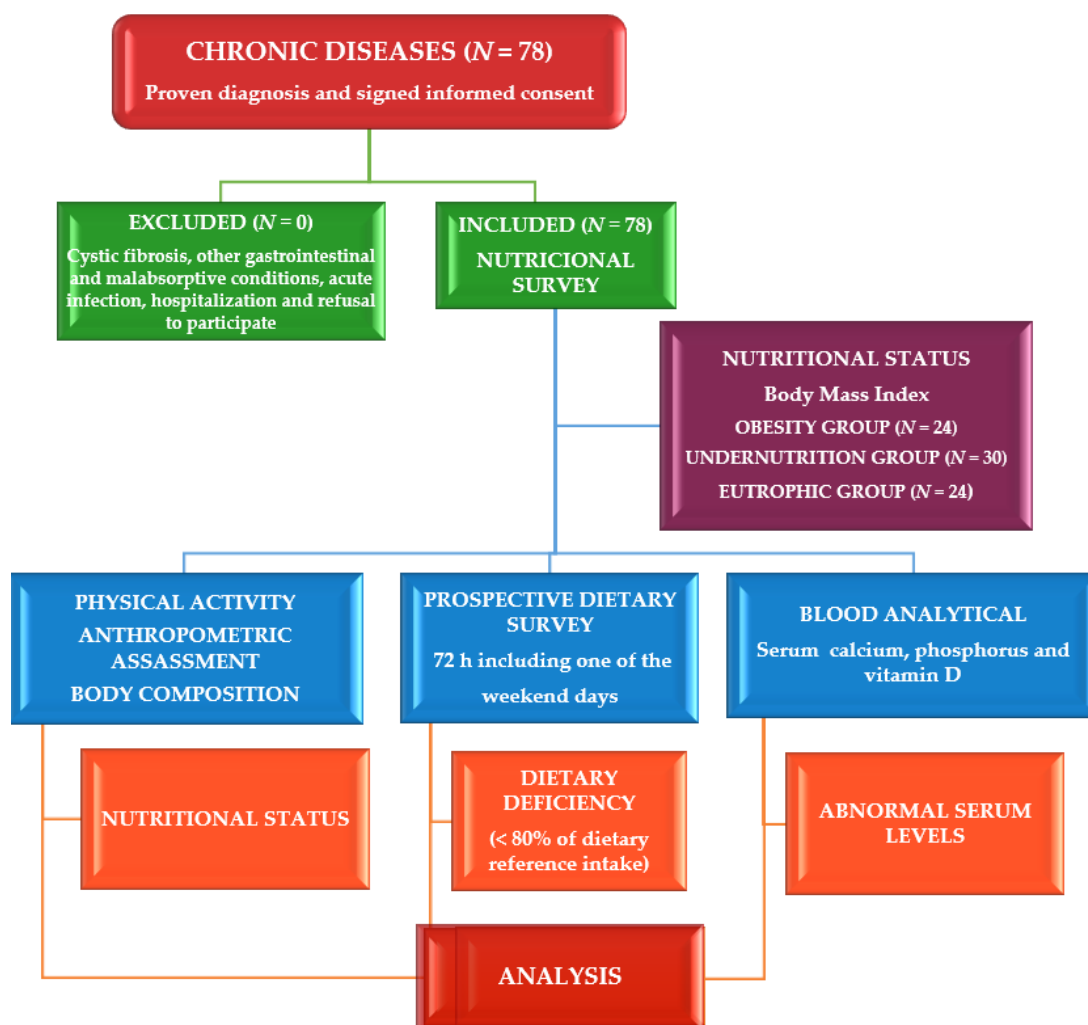 CHRONIC DISEASES (N = 78)
Proven diagnosis and signed informed consent
EXCLUDED (N = 0)
Cystic fibrosis, other gastrointestinal
and malabsorptive conditions, acute
infection, hospitalization and refusal
to participate
INCLUDED (N = 78)
NUTRICIONAL
SURVEY
NUTRITIONAL STATUS
Body Mass Index
OBESITY GROUP (N = 24)
UNDERNUTRITION GROUP (N = 30)
EUTROPHIC GROUP (N = 24)
PHYSICAL ACTIVITY
ANTHROPOMETRIC
ASSASSMENT
BODY COMPOSITION
PROSPECTIVE DIETARY
SURVEY
72 h including one of the
weekend days
BLOOD ANALYTICAL
Serum calcium, phosphorus and
vitamin D
NUTRITIONAL STATUS
DIETARY
DEFICIENCY
(< 80% of dietary
reference intake)
ABNORMAL SERUM
LEVELS
ANALYSIS